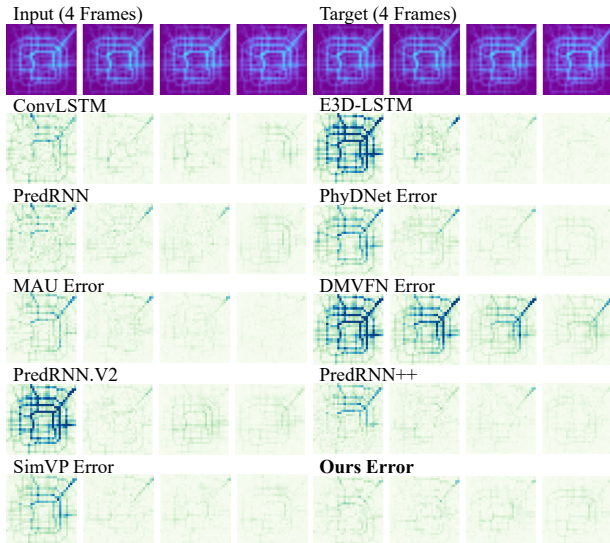 Input (4 Frames)
Target (4 Frames)
ConvLSTM
E3D-LSTM
PredRNN
PhyDNet Error
MAU Error
DMVFN Error
PredRNN.V2
PredRNN++
SimVP Error
Ours Error